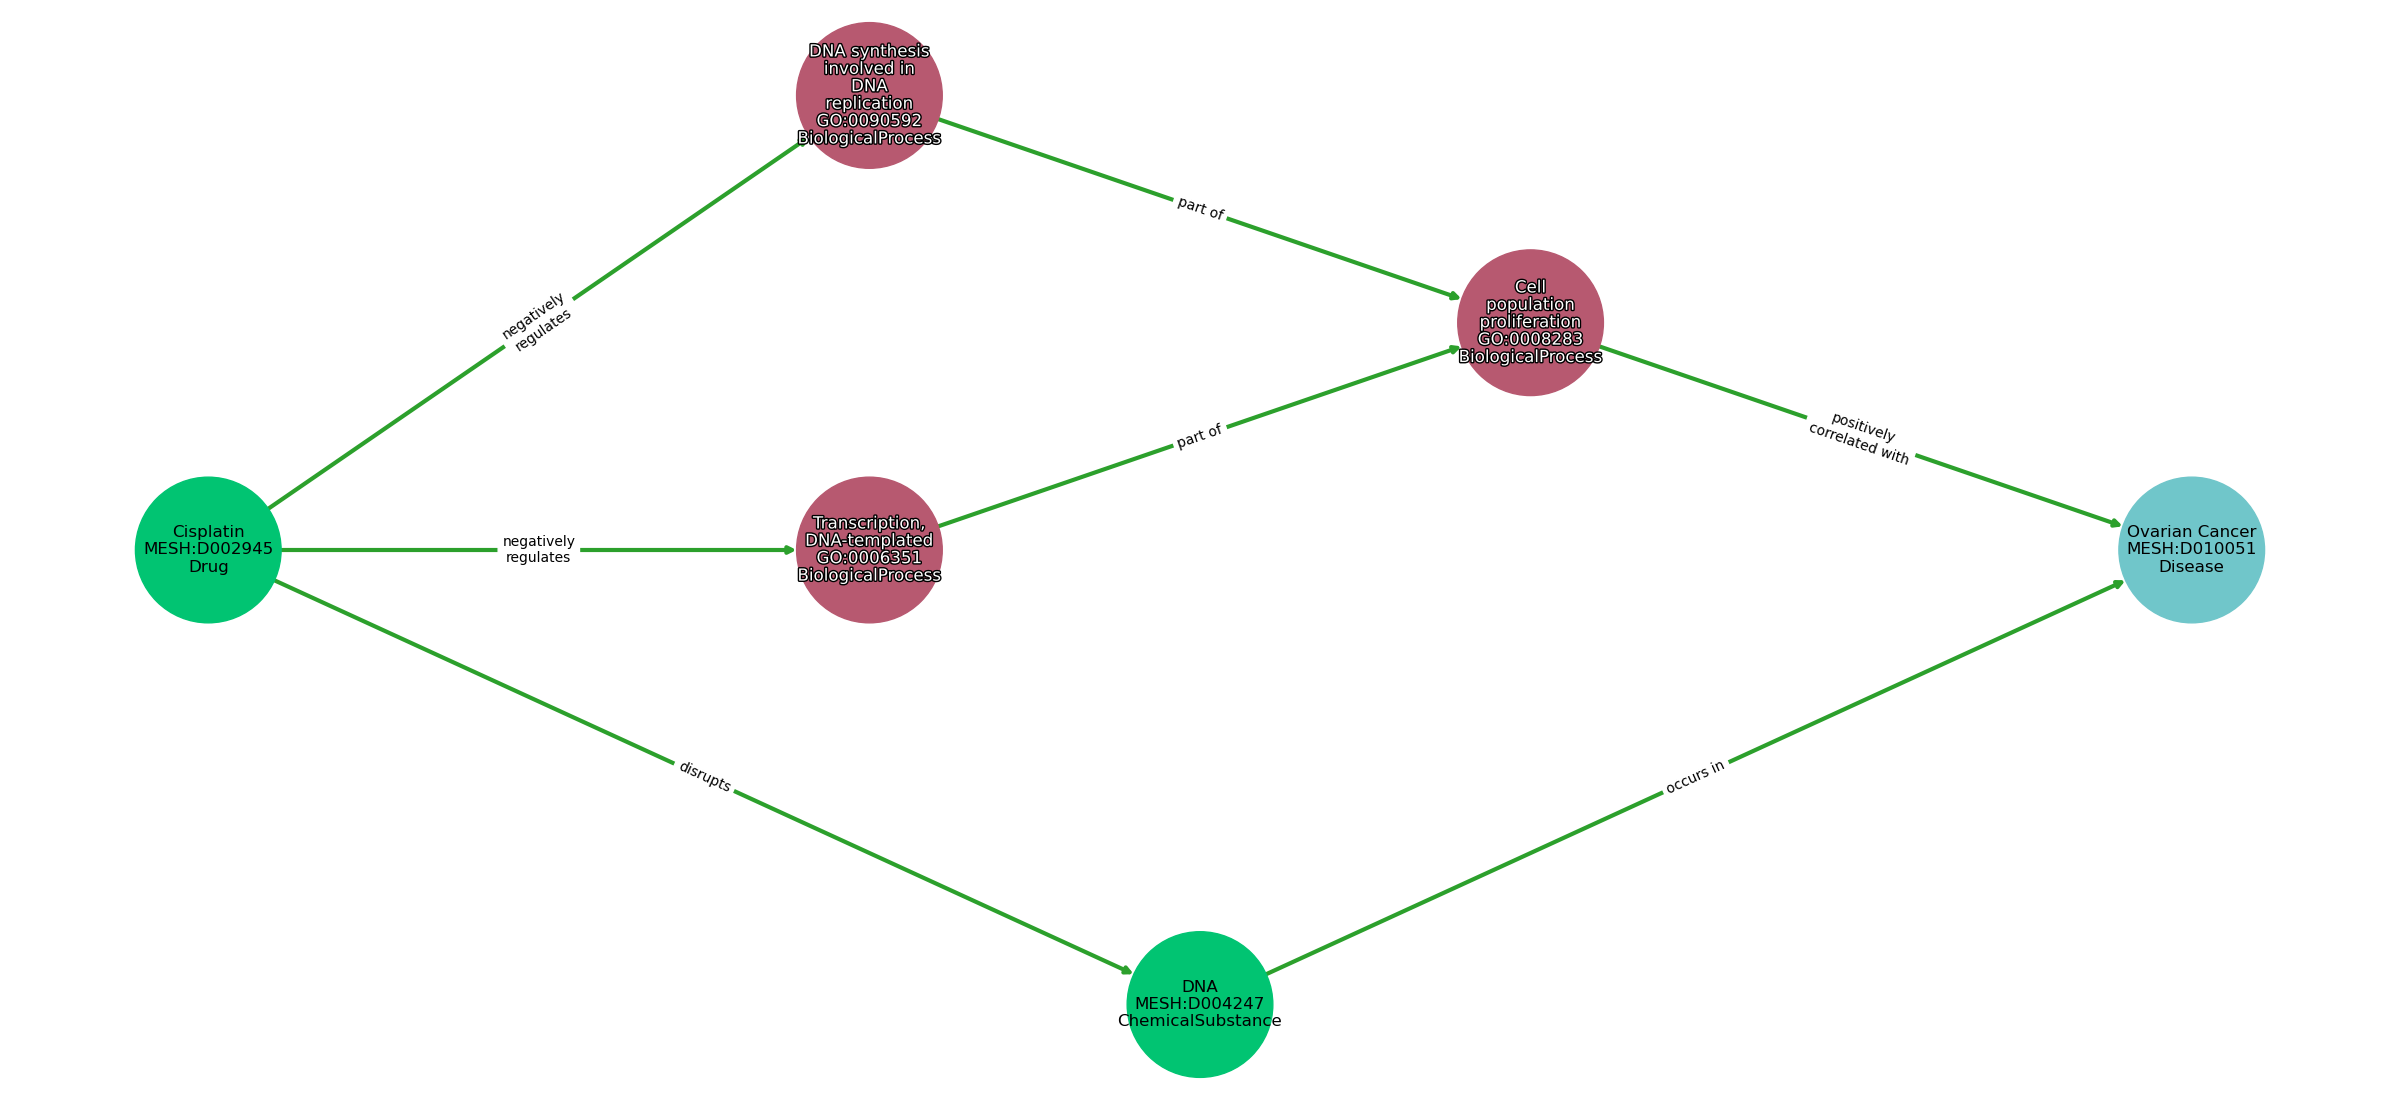 DNA synthesis
involved in
DNA
replication
GO:0090592
BiologicalProcess
part of
Cell
population
proliferation
GO:0008283
BiologicalProcess
negatively
regulates
positively
correlated with
part of
Cisplatin
MESH:D002945
Drug
negatively
regulates
Transcription,
DNA-templated
GO:0006351
BiologicalProcess
Ovarian Cancer
MESH:D010051
Disease
disrupts
occurs in
DNA
MESH:D004247
ChemicalSubstance